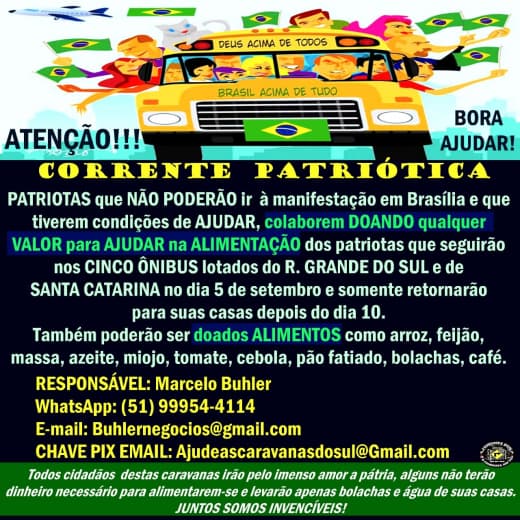 DEUS ACIMA DE TODOS
BRASIL ACIMA DE TUDO
ATENÇÃO!!!
BORA
AJUDAR!
CORRENTE PATRIÓTICA
PATRIOTAS que NÃO PODERÃO ir à manifestação em Brasília e que
tiverem condições de AJUDAR, colaborem DOANDO qualquer
VALOR para AJUDAR na ALIMENTAÇÃO dos patriotas que seguirão
nos CINCO ÔNIBUS lotados do R. GRANDE DO SUL e de
SANTA CATARINA no dia 5 de setembro e somente retornarão
para suas casas depois do dia 10.
Também poderão ser doados ALIMENTOS como arroz, feijão,
massa, azeite, miojo, tomate, cebola, pão fatiado, bolachas, café.
RESPONSÁVEL: Marcelo Buhler
WhatsApp: (51) 99954-4114
E-mail: Buhlernegocios@gmail.com
CHAVE PIX EMAIL: Ajudeascaravanasdosul@Gmail.com
Todos cidadãos destas caravanas irão pelo imenso amor a pátria, alguns não terão
dinheiro necessário para alimentarem-se e levarão apenas bolachas e água de suas casas.
JUNTOS SOMOS INVENCÍVEIS!